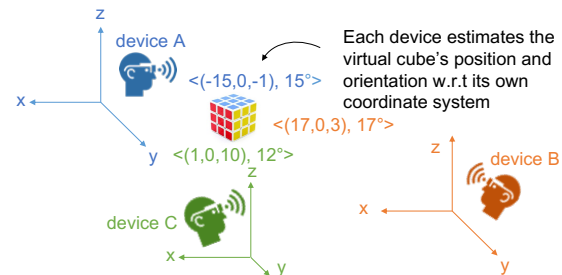 z
device A
Each device estimates the
virtual cube's position and
orientation w.r.t its own
coordinate system
<(-15,0,-1), 15°>
x
<(17,0,3), 17°>
y
<(1,0,10), 12°>
z
z
device B
device C
x
x
y
y